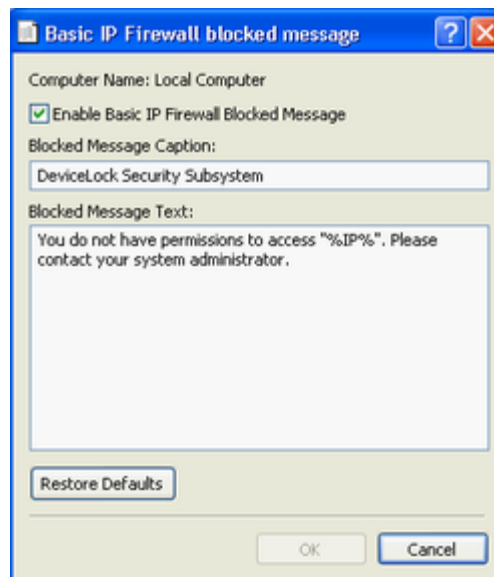 Basic IP Firewall blocked message
Computer Name: Local Computer
Enable Basic IP Firewall Blocked Message
Blocked Message Caption:
DeviceLock Security Subsystem
Blocked Message Text:
You do not have permissions to access "%IP%". Please
contact your system administrator.
Restore Defaults
OK
Cancel